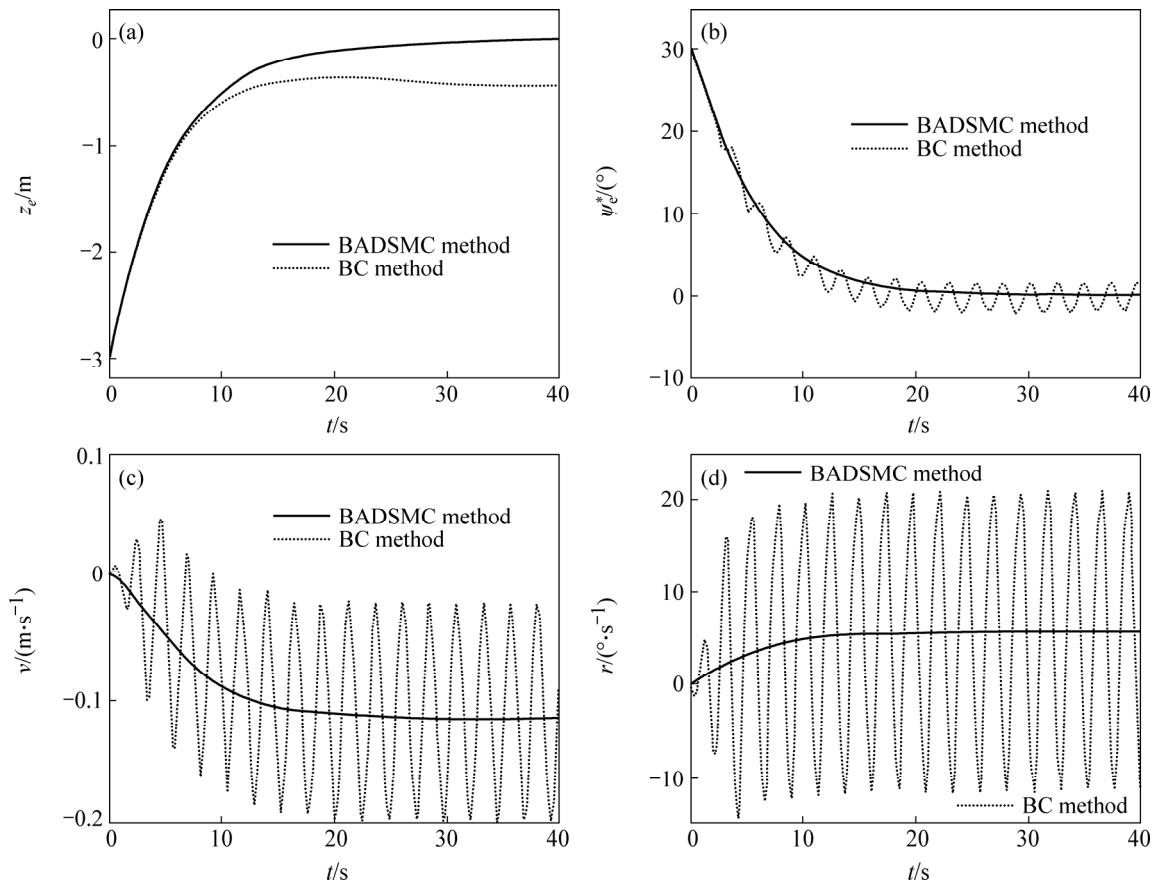 (a)
0
−1
−2
−3
z_e/m
BADSMC method
BC method
0 10 20 30 40
t/s
(b)
30
20
10
0
−10
ψ_e^*/(°)
BADSMC method
BC method
0 10 20 30 40
t/s
(c)
0.1
0
−0.1
−0.2
v/(m·s⁻¹)
BADSMC method
BC method
0 10 20 30 40
t/s
(d)
20
10
0
−10
r/(°·s⁻¹)
BADSMC method
BC method
0 10 20 30 40
t/s